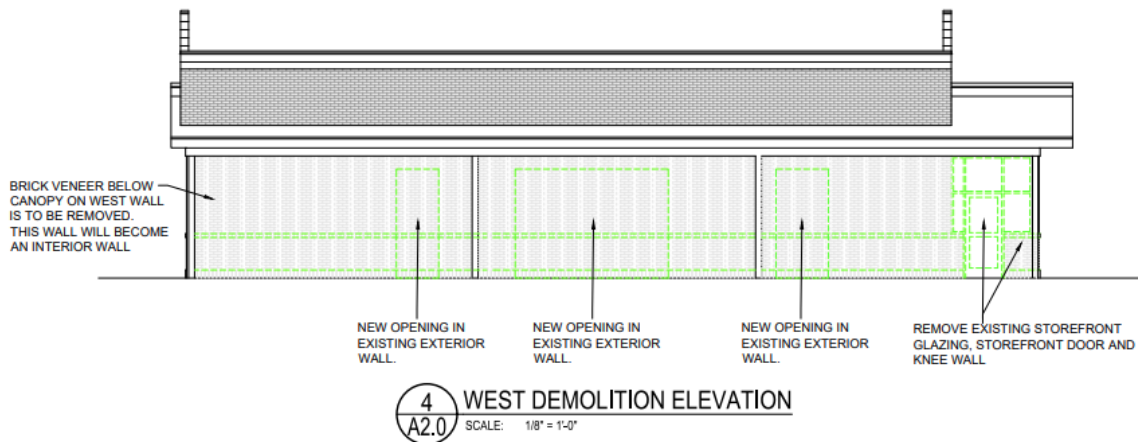 BRICK VENEER BELOW
CANOPY ON WEST WALL
IS TO BE REMOVED.
THIS WALL WILL BECOME
AN INTERIOR WALL
NEW OPENING IN
EXISTING EXTERIOR
WALL.
NEW OPENING IN
EXISTING EXTERIOR
WALL.
NEW OPENING IN
EXISTING EXTERIOR
WALL.
REMOVE EXISTING STOREFRONT
GLAZING, STOREFRONT DOOR AND
KNEE WALL
4
A2.0
WEST DEMOLITION ELEVATION
SCALE: 1/8" = 1'-0"